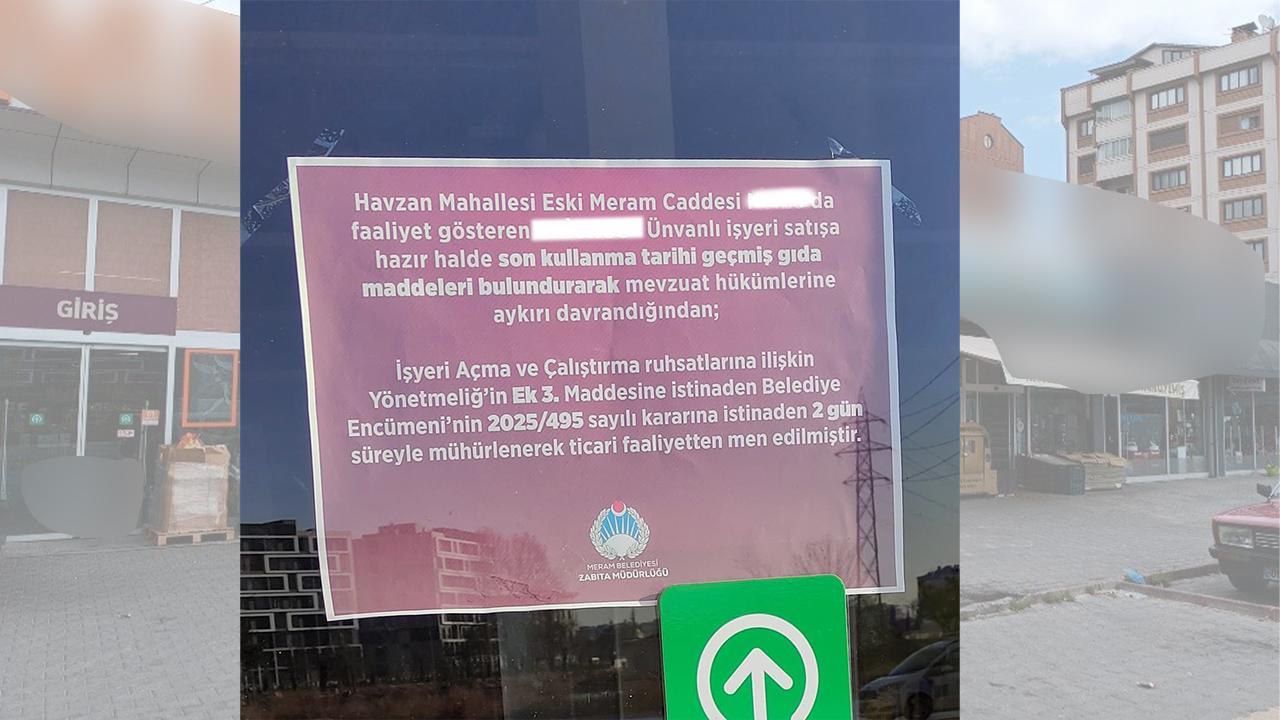 Havzan Mahallesi Eski Meram Caddesi da
faaliyet gösteren Ünvanlı işyeri satışa
hazır halde son kullanma tarihi geçmiş gıda
maddeleri bulundurarak mevzuat hükümlerine
aykırı davrandığından;
İşyeri Açma ve Çalıştırma ruhsatlarına ilişkin
Yönetmeliğ'in Ek 3. Maddesine istinaden Belediye
Encümeni'nin 2025/495 sayılı kararına istinaden 2 gün
süreyle mühürlenerek ticari faaliyetten men edilmiştir.
MERAM BELEDİYESİ
ZABITA MÜDÜRLÜĞÜ
GİRİŞ